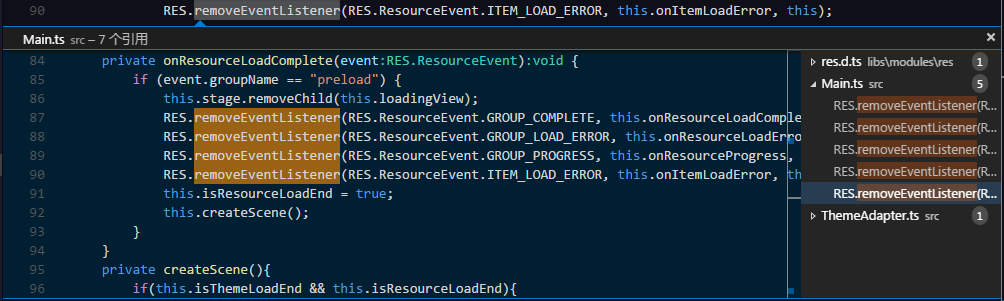 90 RES.removeEventListener(RES.ResourceEvent.ITEM_LOAD_ERROR, this.onItemLoadError, this);
Main.ts src – 7 个引用
84 private onResourceLoadComplete(event:RES.ResourceEvent):void {
85 if (event.groupName == "preload") {
86 this.stage.removeChild(this.loadingView);
87 RES.removeEventListener(RES.ResourceEvent.GROUP_COMPLETE, this.onResourceLoadComple
88 RES.removeEventListener(RES.ResourceEvent.GROUP_LOAD_ERROR, this.onResourceLoadErro
89 RES.removeEventListener(RES.ResourceEvent.GROUP_PROGRESS, this.onResourceProgress,
90 RES.removeEventListener(RES.ResourceEvent.ITEM_LOAD_ERROR, this.onItemLoadError, th
91 this.isResourceLoadEnd = true;
92 this.createScene();
93 }
94 }
95 private createScene(){
96 if(this.isThemeLoadEnd && this.isResourceLoadEnd){
res.d.ts libs\modules\res 1
Main.ts src 5
RES.removeEventListener(R...
RES.removeEventListener(R...
RES.removeEventListener(R...
RES.removeEventListener(R...
RES.removeEventListener(R...
ThemeAdapter.ts src 1